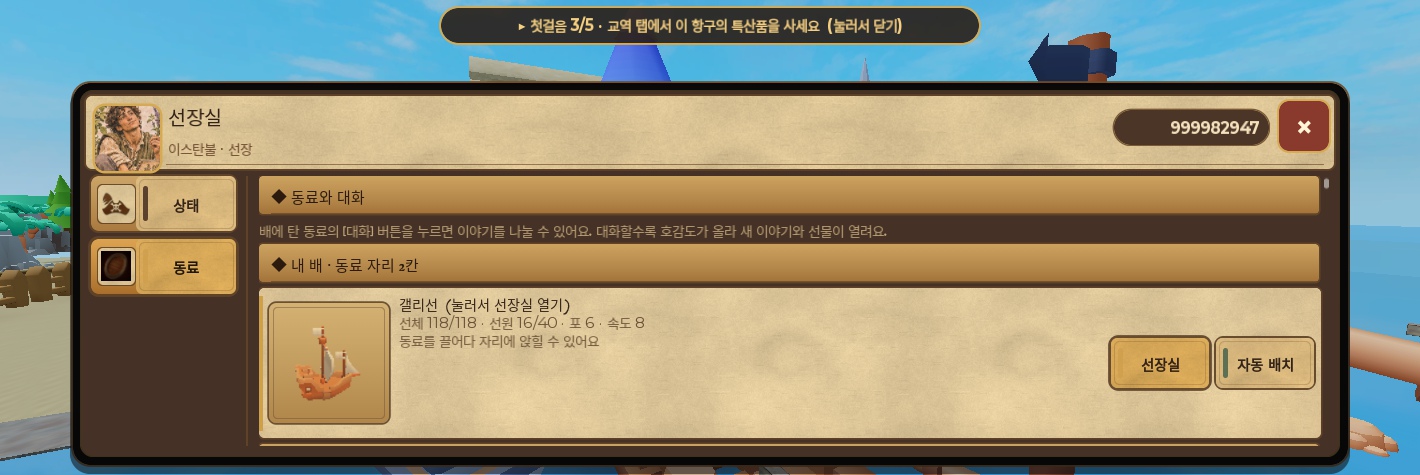 ▸ 첫걸음 3/5 · 교역 탭에서 이 항구의 특산품을 사세요 (눌러서 닫기)
선장실
이스탄불 · 선장
999982947
×
상태
동료
◆ 동료와 대화
배에 탄 동료의 [대화] 버튼을 누르면 이야기를 나눌 수 있어요. 대화할수록 호감도가 올라 새 이야기와 선물이 열려요.
◆ 내 배 · 동료 자리 2칸
갤리선 (눌러서 선장실 열기)
선체 118/118 · 선원 16/40 · 포 6 · 속도 8
동료를 끌어다 자리에 앉힐 수 있어요
선장실
자동 배치